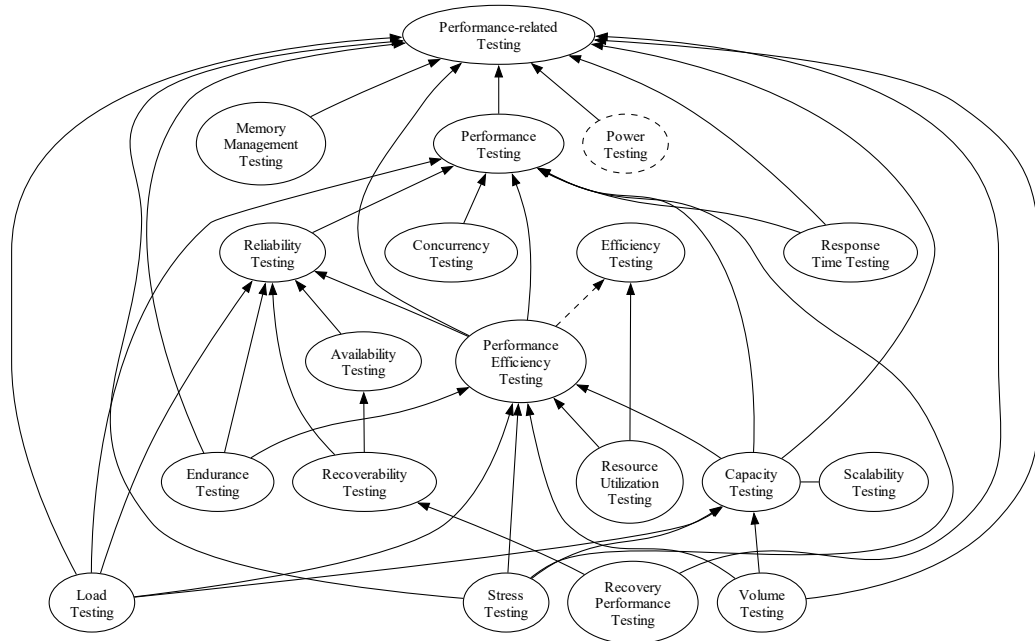 Performance-related
Testing
Memory
Management
Testing
Performance
Testing
Power
Testing
Reliability
Testing
Concurrency
Testing
Efficiency
Testing
Response
Time Testing
Availability
Testing
Performance
Efficiency
Testing
Endurance
Testing
Recoverability
Testing
Resource
Utilization
Testing
Capacity
Testing
Scalability
Testing
Load
Testing
Stress
Testing
Recovery
Performance
Testing
Volume
Testing